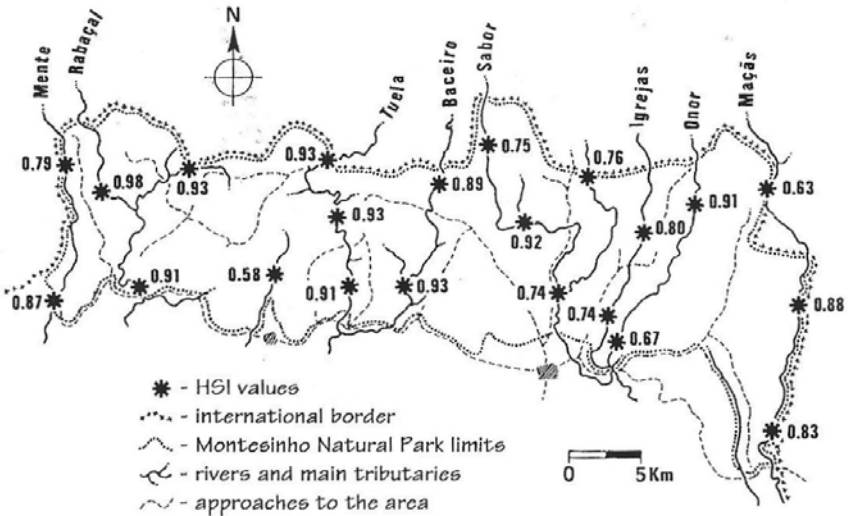 N
Mente
Rabaçal
Tuela
Baceiro
Sabor
Igrejas
Onor
Maçãs
0.79
0.98
0.93
0.93
0.89
0.75
0.76
0.91
0.63
0.93
0.92
0.80
0.87
0.91
0.58
0.91
0.93
0.74
0.74
0.67
0.88
0.83
- HSI values
- international border
- Montesinho Natural Park limits
- rivers and main tributaries
- approaches to the area
0 5 Km